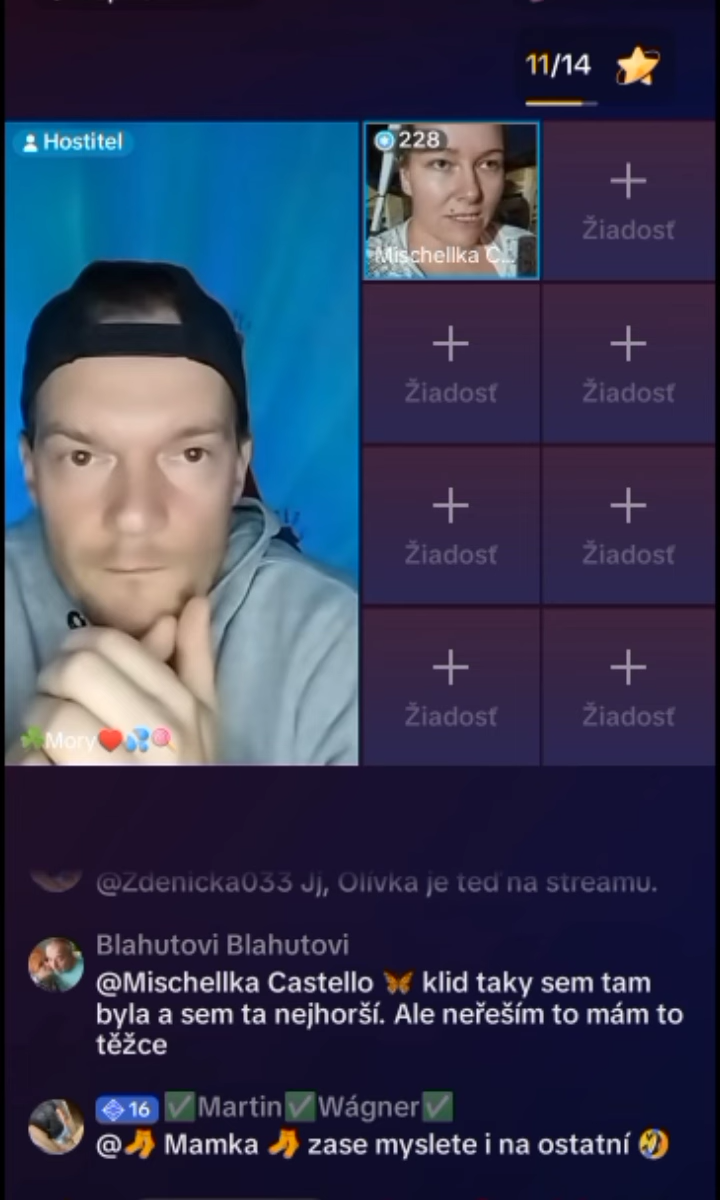 11/14
Hostitel
228
Mischellka C...
Žiadosť
Žiadosť
Žiadosť
Žiadosť
Žiadosť
Žiadosť
Žiadosť
☘️Mory❤️💦🍭
@Zdenicka033 Jj, Olívka je teď na streamu.
Blahutovi Blahutovi
@Mischellka Castello 🦋 klid taky sem tam
byla a sem ta nejhorší. Ale neřeším to mám to
těžce
16 ✅Martin✅Wágner✅
@🧦 Mamka 🧦 zase myslete i na ostatní 🤣